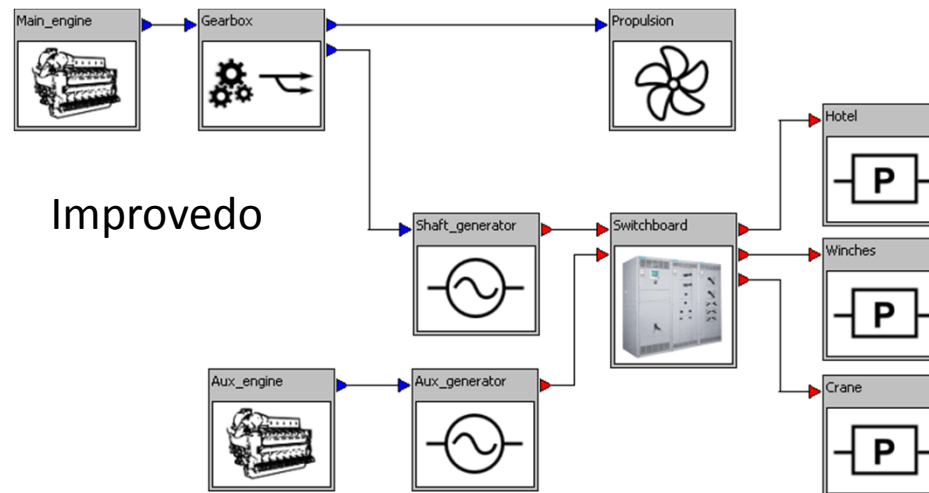 Main_engine
Gearbox
Propulsion
Hotel
P
Improvedo
Shaft_generator
Switchboard
Winches
P
Aux_engine
Aux_generator
Crane
P